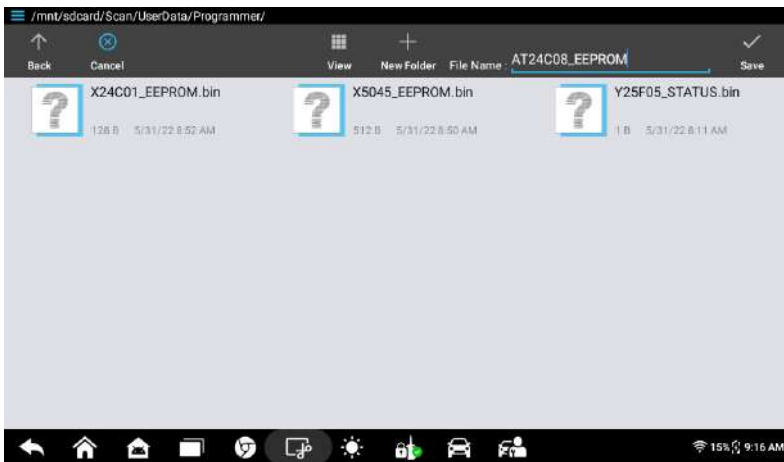 /mnt/sdcard/Scan/UserData/Programmer/
Back Cancel View New Folder File Name : AT24C08_EEPROM Save
X24C01_EEPROM.bin
128 B 5/31/22 8:52 AM
X5045_EEPROM.bin
512 B 5/31/22 8:50 AM
Y25F05_STATUS.bin
1 B 5/31/22 8:11 AM
15% 9:16 AM